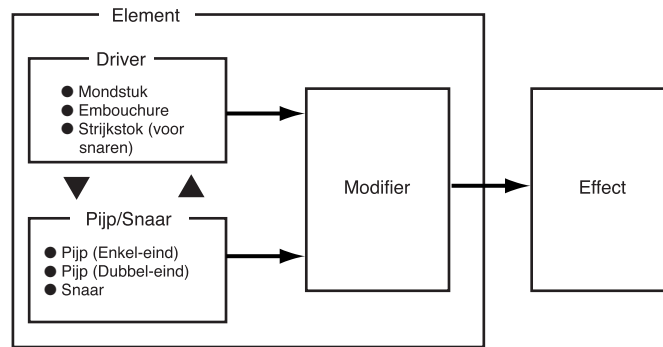 Element
Driver
● Mondstuk
● Embouchure
● Strijkstok (voor
snaren)
Pijp/Snaar
● Pijp (Enkel-eind)
● Pijp (Dubbel-eind)
● Snaar
Modifier
Effect